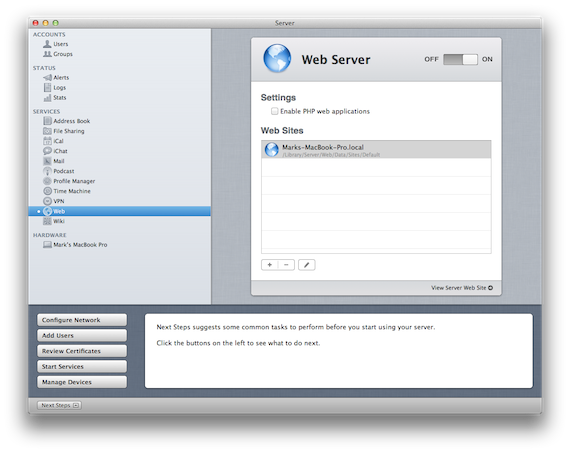 Server
ACCOUNTS
Users
Groups
STATUS
Alerts
Logs
Stats
SERVICES
Address Book
File Sharing
iCal
iChat
Mail
Podcast
Profile Manager
Time Machine
VPN
Web
Wiki
HARDWARE
Mark's MacBook Pro
Web Server
OFF ON
Settings
Enable PHP web applications
Web Sites
Marks-MacBook-Pro.local
/Library/Server/Web/Data/Sites/Default
View Server Web Site
Configure Network
Add Users
Review Certificates
Start Services
Manage Devices
Next Steps suggests some common tasks to perform before you start using your server.
Click the buttons on the left to see what to do next.
Next Steps